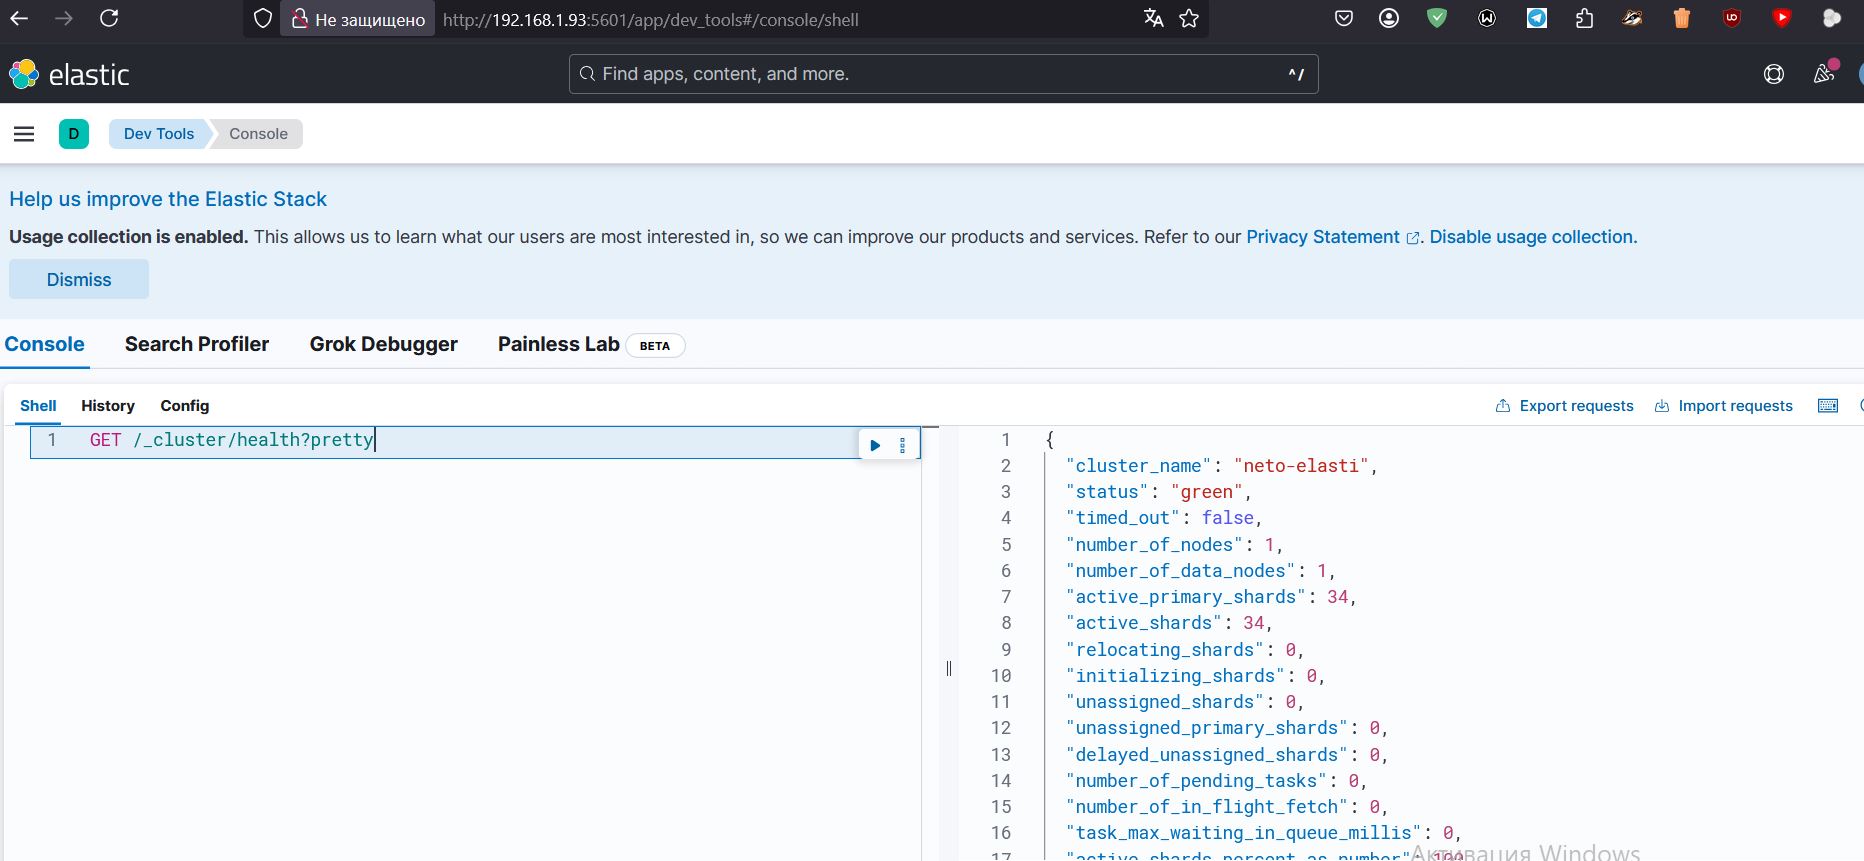 Не защищено http://192.168.1.93:5601/app/dev_tools#/console/shell
elastic Find apps, content, and more. ^/
D Dev Tools Console
Help us improve the Elastic Stack
Usage collection is enabled. This allows us to learn what our users are most interested in, so we can improve our products and services. Refer to our Privacy Statement. Disable usage collection.
Dismiss
Console Search Profiler Grok Debugger Painless Lab BETA
Shell History Config Export requests Import requests
1 GET /_cluster/health?pretty
1 {
2 "cluster_name": "neto-elasti",
3 "status": "green",
4 "timed_out": false,
5 "number_of_nodes": 1,
6 "number_of_data_nodes": 1,
7 "active_primary_shards": 34,
8 "active_shards": 34,
9 "relocating_shards": 0,
10 "initializing_shards": 0,
11 "unassigned_shards": 0,
12 "unassigned_primary_shards": 0,
13 "delayed_unassigned_shards": 0,
14 "number_of_pending_tasks": 0,
15 "number_of_in_flight_fetch": 0,
16 "task_max_waiting_in_queue_millis": 0,
17 "active_shards_percent_as_number": 100
Активация Windows